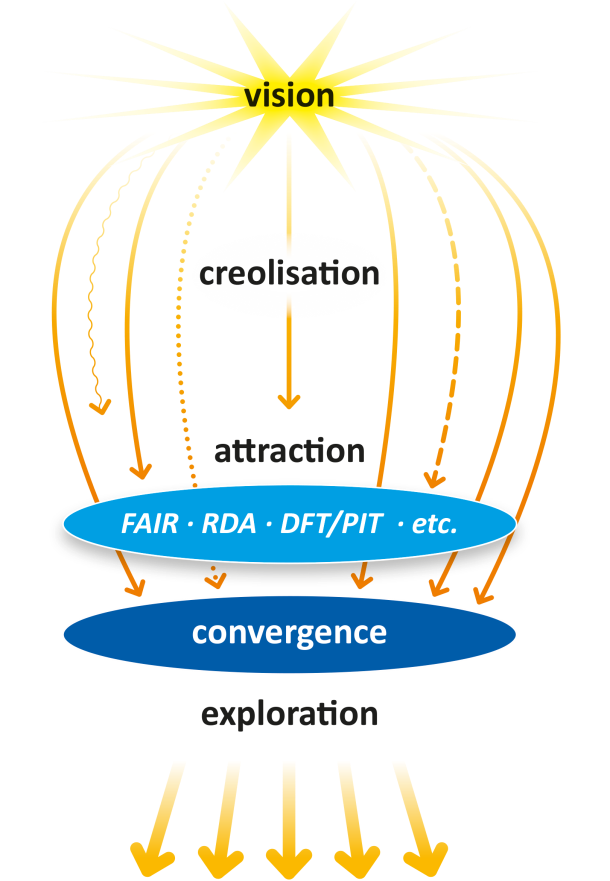 vision
creolisation
attraction
FAIR · RDA · DFT/PIT · etc.
convergence
exploration